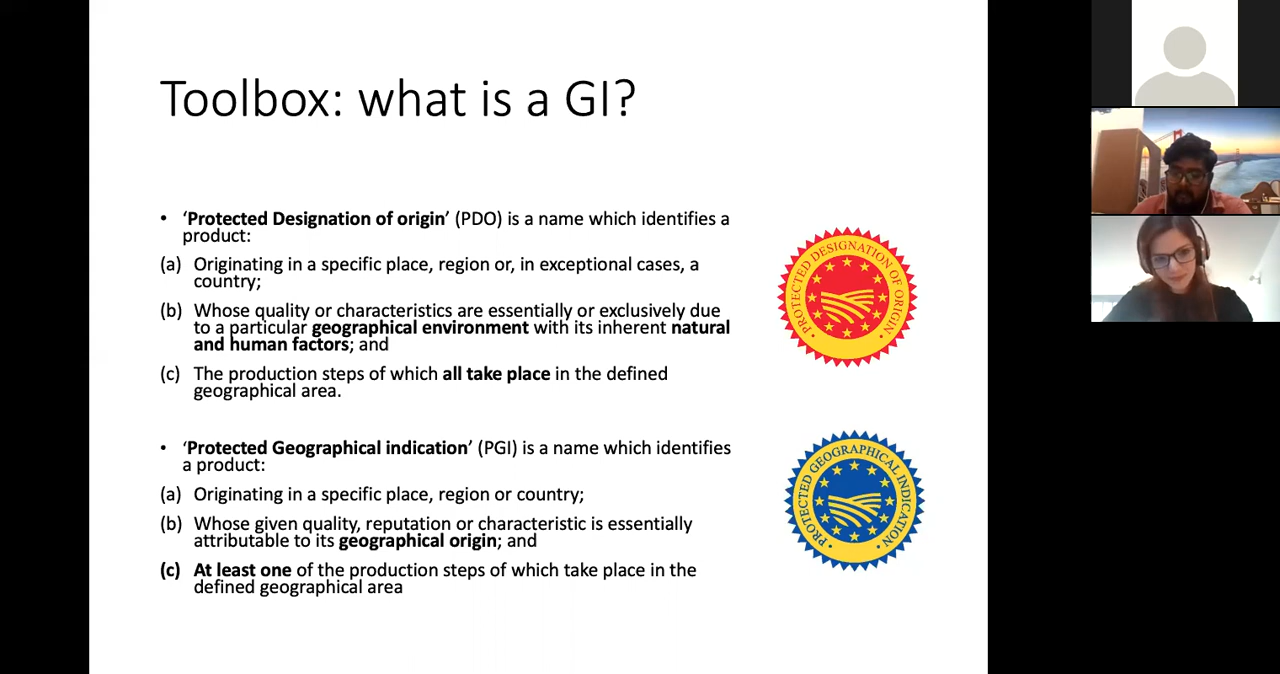 Toolbox: what is a GI?
• ‘Protected Designation of origin’ (PDO) is a name which identifies a
product:
(a) Originating in a specific place, region or, in exceptional cases, a
country;
(b) Whose quality or characteristics are essentially or exclusively due
to a particular geographical environment with its inherent natural
and human factors; and
(c) The production steps of which all take place in the defined
geographical area.
PROTECTED DESIGNATION OF ORIGIN
• ‘Protected Geographical indication’ (PGI) is a name which identifies
a product:
(a) Originating in a specific place, region or country;
(b) Whose given quality, reputation or characteristic is essentially
attributable to its geographical origin; and
(c) At least one of the production steps of which take place in the
defined geographical area
PROTECTED GEOGRAPHICAL INDICATION